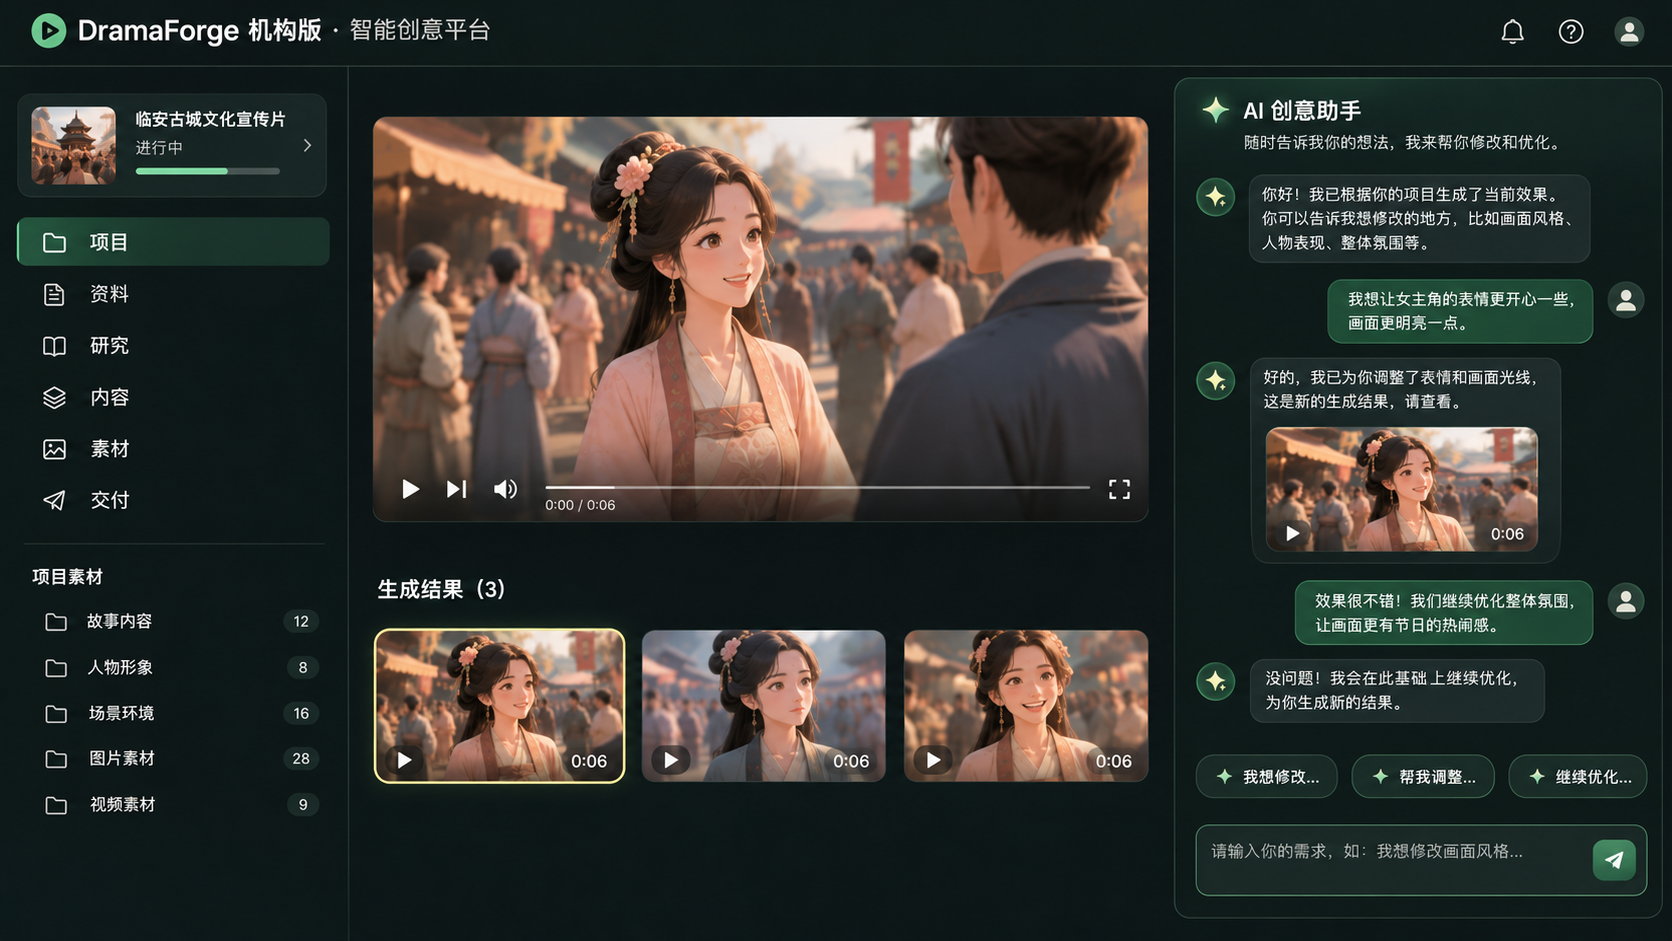 DramaForge 机构版 · 智能创意平台
临安古城文化宣传片
进行中
项目
资料
研究
内容
素材
交付
项目素材
故事内容 12
人物形象 8
场景环境 16
图片素材 28
视频素材 9
0:00 / 0:06
生成结果（3）
0:06
0:06
0:06
AI 创意助手
随时告诉我你的想法，我来帮你修改和优化。
你好！我已根据你的项目生成了当前效果。
你可以告诉我想修改的地方，比如画面风格、
人物表现、整体氛围等。
我想让女主角的表情更开心一些，
画面更明亮一点。
好的，我已为你调整了表情和画面光线，
这是新的生成结果，请查看。
0:06
效果很不错！我们继续优化整体氛围，
让画面更有节日的热闹感。
没问题！我会在此基础上继续优化，
为你生成新的结果。
我想修改...
帮我调整...
继续优化...
请输入你的需求，如：我想修改画面风格...